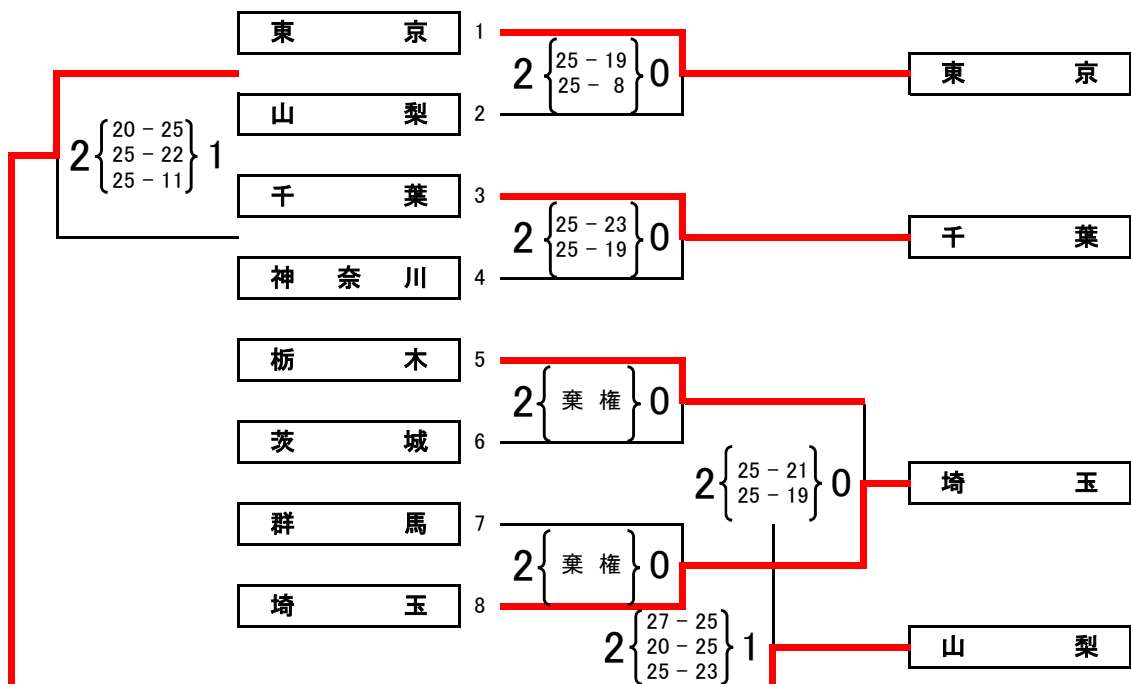 東京 1
2 25 - 19 0
25 - 8
東京
山梨 2
2 20 - 25 1
25 - 22
25 - 11
千葉 3
2 25 - 23 0
25 - 19
千葉
神奈川 4
栃木 5
2 棄権 0
茨城 6
2 25 - 21 0
25 - 19
埼玉
群馬 7
2 棄権 0
埼玉 8
2 27 - 25 1
20 - 25
25 - 23
山梨